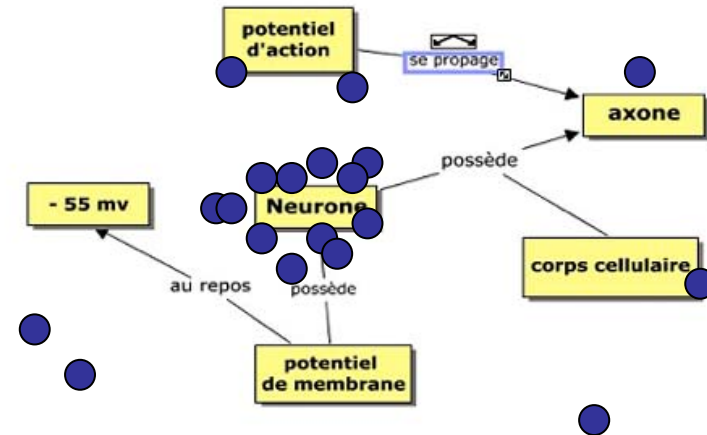 potentiel
d'action
se propage
axone
possède
- 55 mv
Neurone
corps cellulaire
au repos
possède
potentiel
de membrane